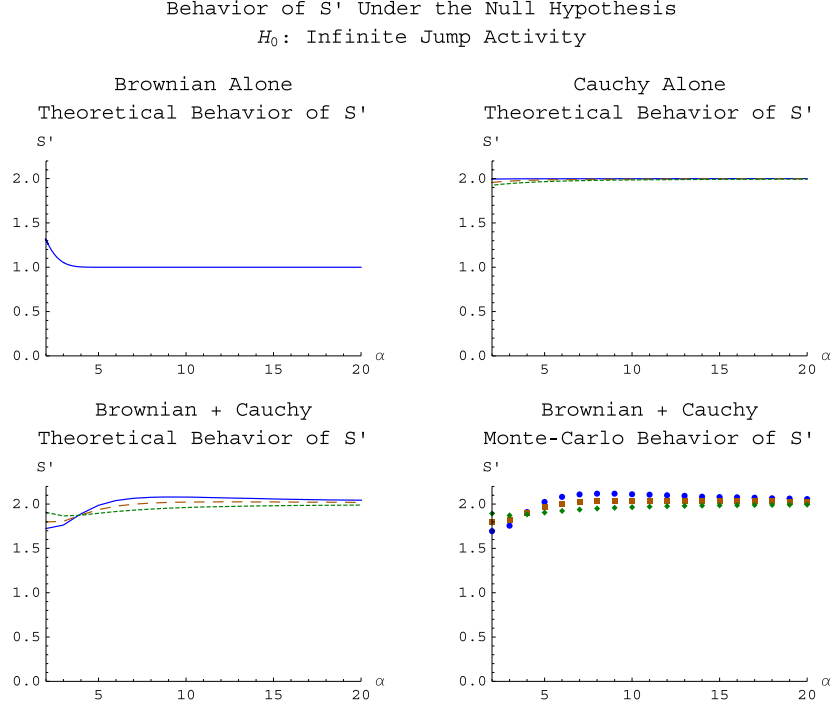 Behavior of S' Under the Null Hypothesis
H₀: Infinite Jump Activity
Brownian Alone
Theoretical Behavior of S'
S'
2.0
1.5
1.0
0.5
0.0
5 10 15 20
α
Cauchy Alone
Theoretical Behavior of S'
S'
2.0
1.5
1.0
0.5
0.0
5 10 15 20
α
Brownian + Cauchy
Theoretical Behavior of S'
S'
2.0
1.5
1.0
0.5
0.0
5 10 15 20
α
Brownian + Cauchy
Monte-Carlo Behavior of S'
S'
2.0
1.5
1.0
0.5
0.0
5 10 15 20
α